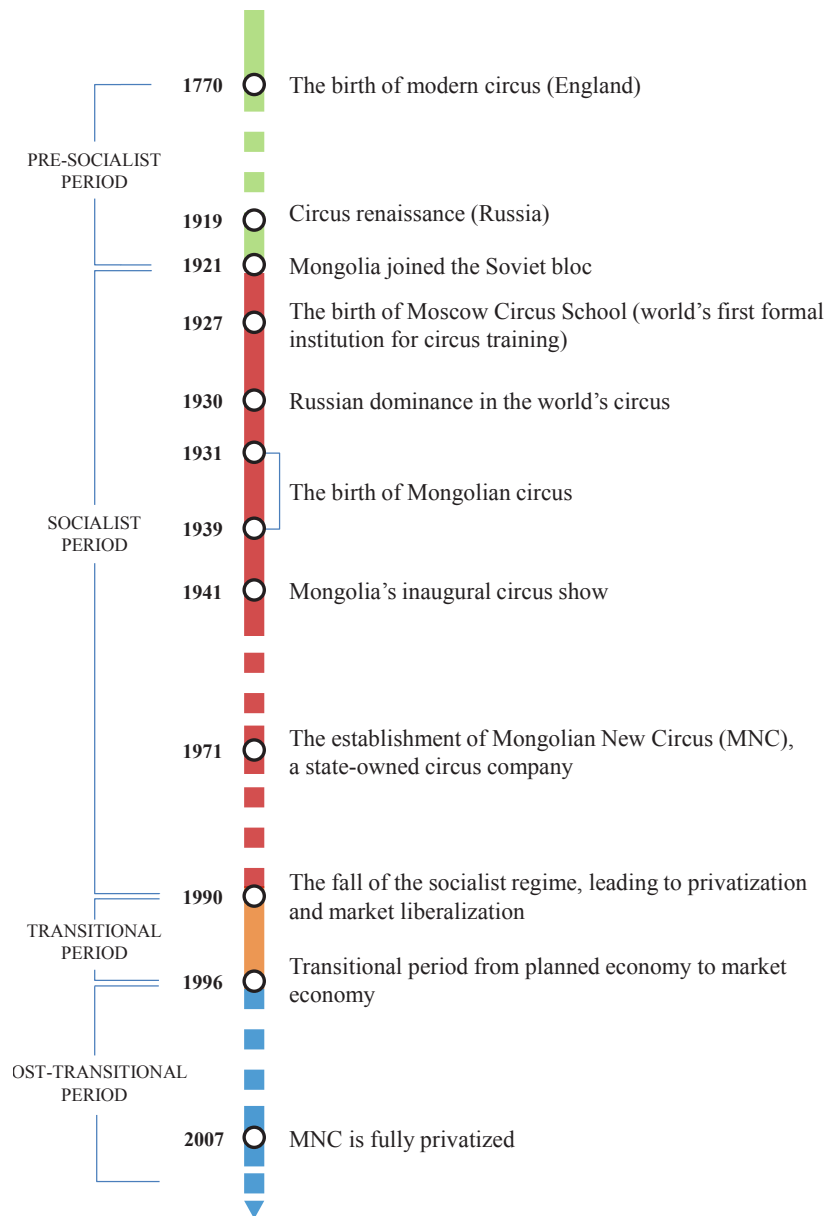 1770 The birth of modern circus (England)
PRE-SOCIALIST
PERIOD
1919 Circus renaissance (Russia)
1921 Mongolia joined the Soviet bloc
1927 The birth of Moscow Circus School (world’s first formal
institution for circus training)
1930 Russian dominance in the world’s circus
1931
The birth of Mongolian circus
1939
SOCIALIST
PERIOD
1941 Mongolia’s inaugural circus show
1971 The establishment of Mongolian New Circus (MNC),
a state-owned circus company
1990 The fall of the socialist regime, leading to privatization
and market liberalization
TRANSITIONAL
PERIOD
1996 Transitional period from planned economy to market
economy
OST-TRANSITIONAL
PERIOD
2007 MNC is fully privatized